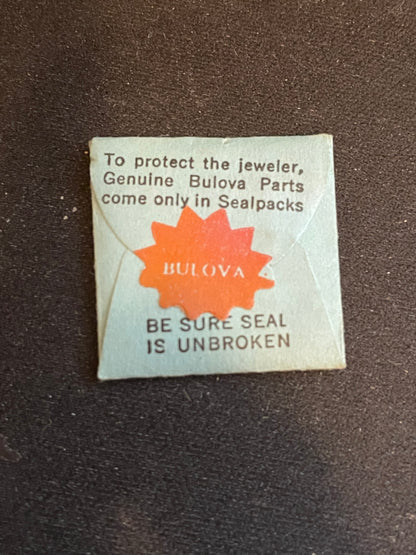 To protect the jeweler,
Genuine Bulova Parts
come only in Sealpacks
BULOVA
BE SURE SEAL
IS UNBROKEN